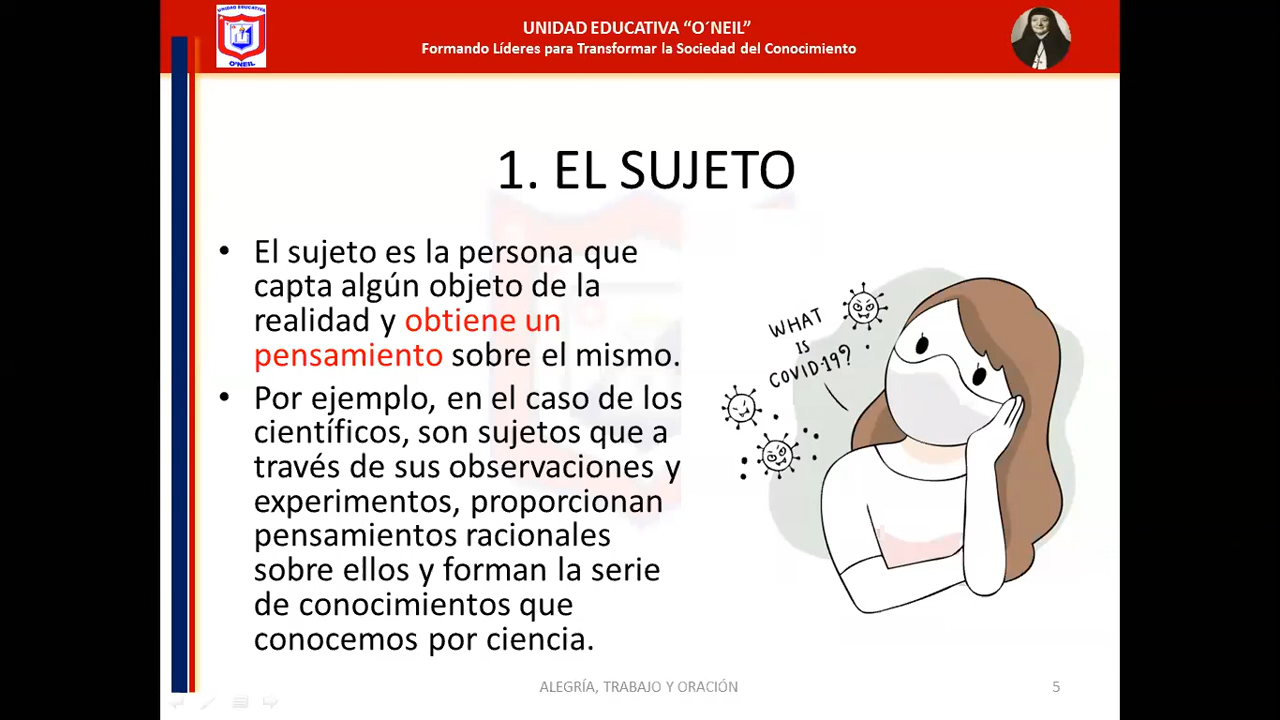 UNIDAD EDUCATIVA
O'NEIL
UNIDAD EDUCATIVA “O´NEIL”
Formando Líderes para Transformar la Sociedad del Conocimiento
1. EL SUJETO
• El sujeto es la persona que
capta algún objeto de la
realidad y obtiene un
pensamiento sobre el mismo.
• Por ejemplo, en el caso de los
científicos, son sujetos que a
través de sus observaciones y
experimentos, proporcionan
pensamientos racionales
sobre ellos y forman la serie
de conocimientos que
conocemos por ciencia.
WHAT
IS
COVID-19?
ALEGRÍA, TRABAJO Y ORACIÓN
5